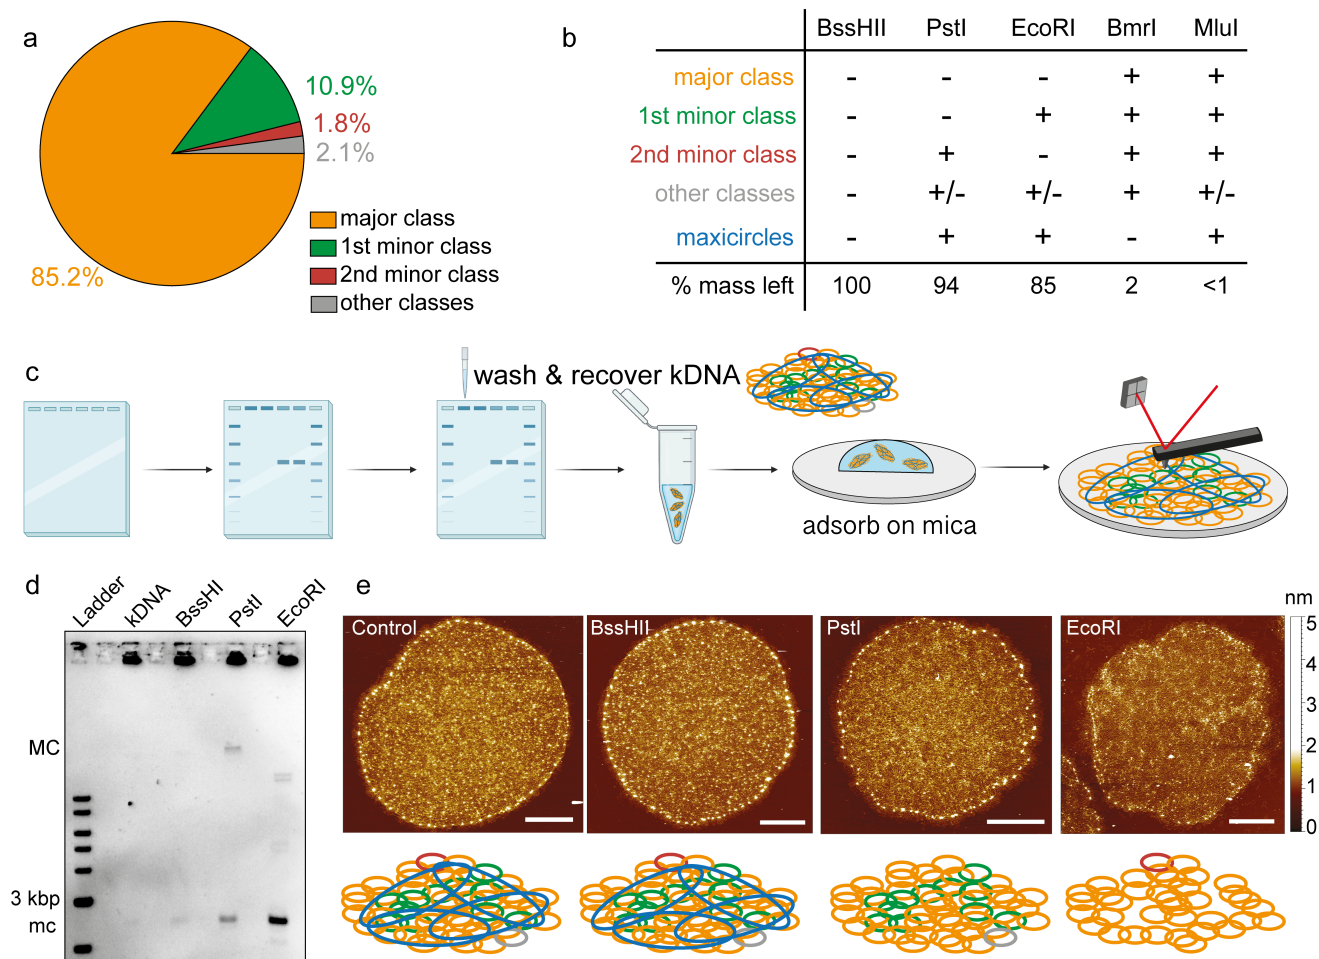 a
10.9%
1.8%
2.1%
85.2%
major class
1st minor class
2nd minor class
other classes
b
BssHII PstI EcoRI BmrI MluI
major class - - - + +
1st minor class - - + + +
2nd minor class - + - + +
other classes - +/- +/- + +/-
maxicircles - + + - +
% mass left 100 94 85 2 <1
c
wash & recover kDNA
adsorb on mica
d
Ladder
kDNA
BssHI
PstI
EcoRI
MC
3 kbp
mc
e
Control
BssHII
PstI
EcoRI
nm
5
4
3
2
1
0